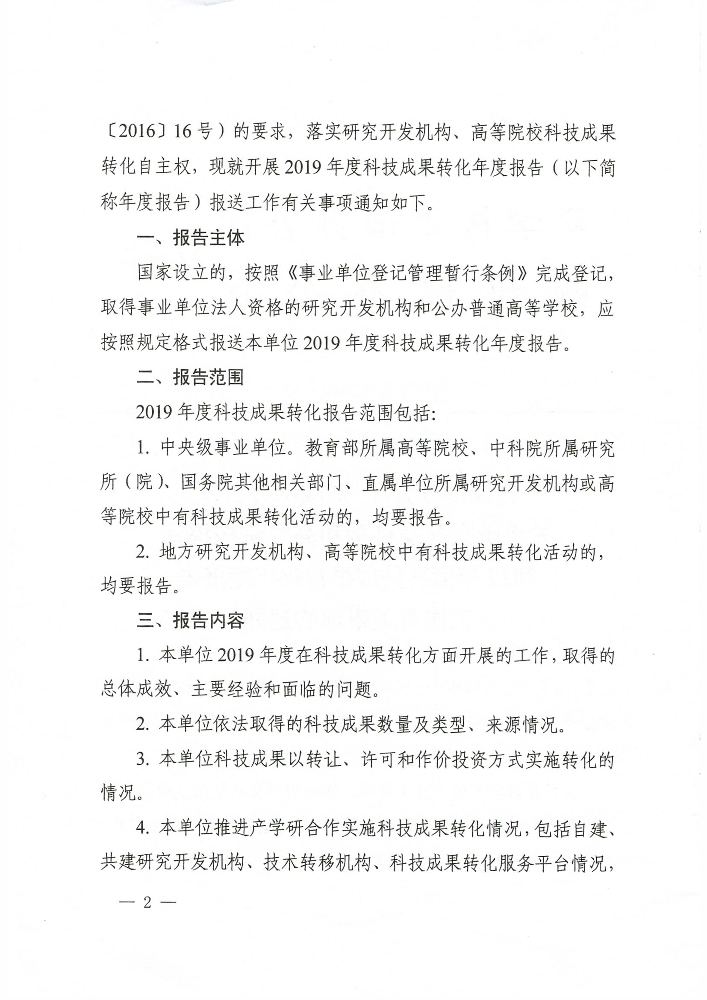 〔2016〕16 号）的要求，落实研究开发机构、高等院校科技成果
转化自主权，现就开展 2019 年度科技成果转化年度报告（以下简
称年度报告）报送工作有关事项通知如下。
一、报告主体
国家设立的，按照《事业单位登记管理暂行条例》完成登记，
取得事业单位法人资格的研究开发机构和公办普通高等学校，应
按照规定格式报送本单位 2019 年度科技成果转化年度报告。
二、报告范围
2019 年度科技成果转化报告范围包括：
1. 中央级事业单位。教育部所属高等院校、中科院所属研究
所（院）、国务院其他相关部门、直属单位所属研究开发机构或高
等院校中有科技成果转化活动的，均要报告。
2. 地方研究开发机构、高等院校中有科技成果转化活动的，
均要报告。
三、报告内容
1. 本单位 2019 年度在科技成果转化方面开展的工作，取得的
总体成效、主要经验和面临的问题。
2. 本单位依法取得的科技成果数量及类型、来源情况。
3. 本单位科技成果以转让、许可和作价投资方式实施转化的
情况。
4. 本单位推进产学研合作实施科技成果转化情况，包括自建、
共建研究开发机构、技术转移机构、科技成果转化服务平台情况，
— 2 —